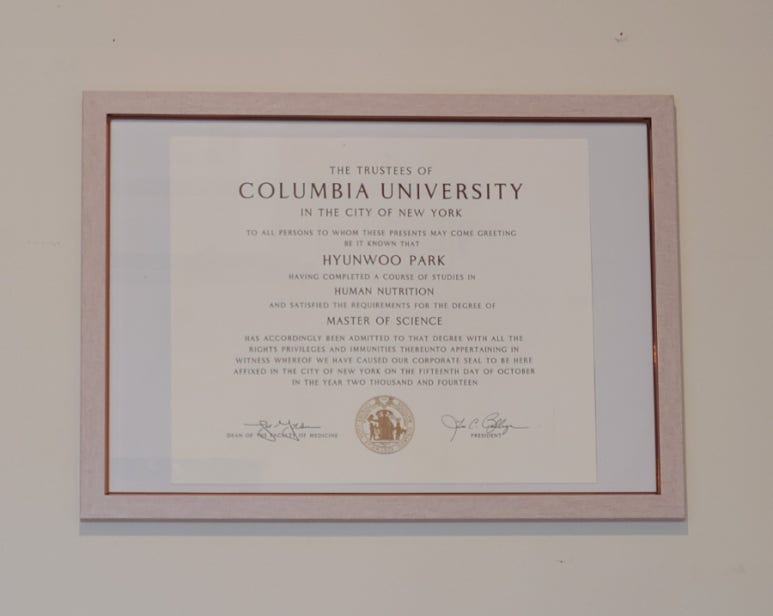 THE TRUSTEES OF
COLUMBIA UNIVERSITY
IN THE CITY OF NEW YORK
TO ALL PERSONS TO WHOM THESE PRESENTS MAY COME GREETING
BE IT KNOWN THAT
HYUNWOO PARK
HAVING COMPLETED A COURSE OF STUDIES IN
HUMAN NUTRITION
AND SATISFIED THE REQUIREMENTS FOR THE DEGREE OF
MASTER OF SCIENCE
HAS ACCORDINGLY BEEN ADMITTED TO THAT DEGREE WITH ALL THE
RIGHTS PRIVILEGES AND IMMUNITIES THEREUNTO APPERTAINING IN
WITNESS WHEREOF WE HAVE CAUSED OUR CORPORATE SEAL TO BE HERE
AFFIXED IN THE CITY OF NEW YORK ON THE FIFTEENTH DAY OF OCTOBER
IN THE YEAR TWO THOUSAND AND FOURTEEN
DEAN OF THE FACULTY OF MEDICINE
PRESIDENT